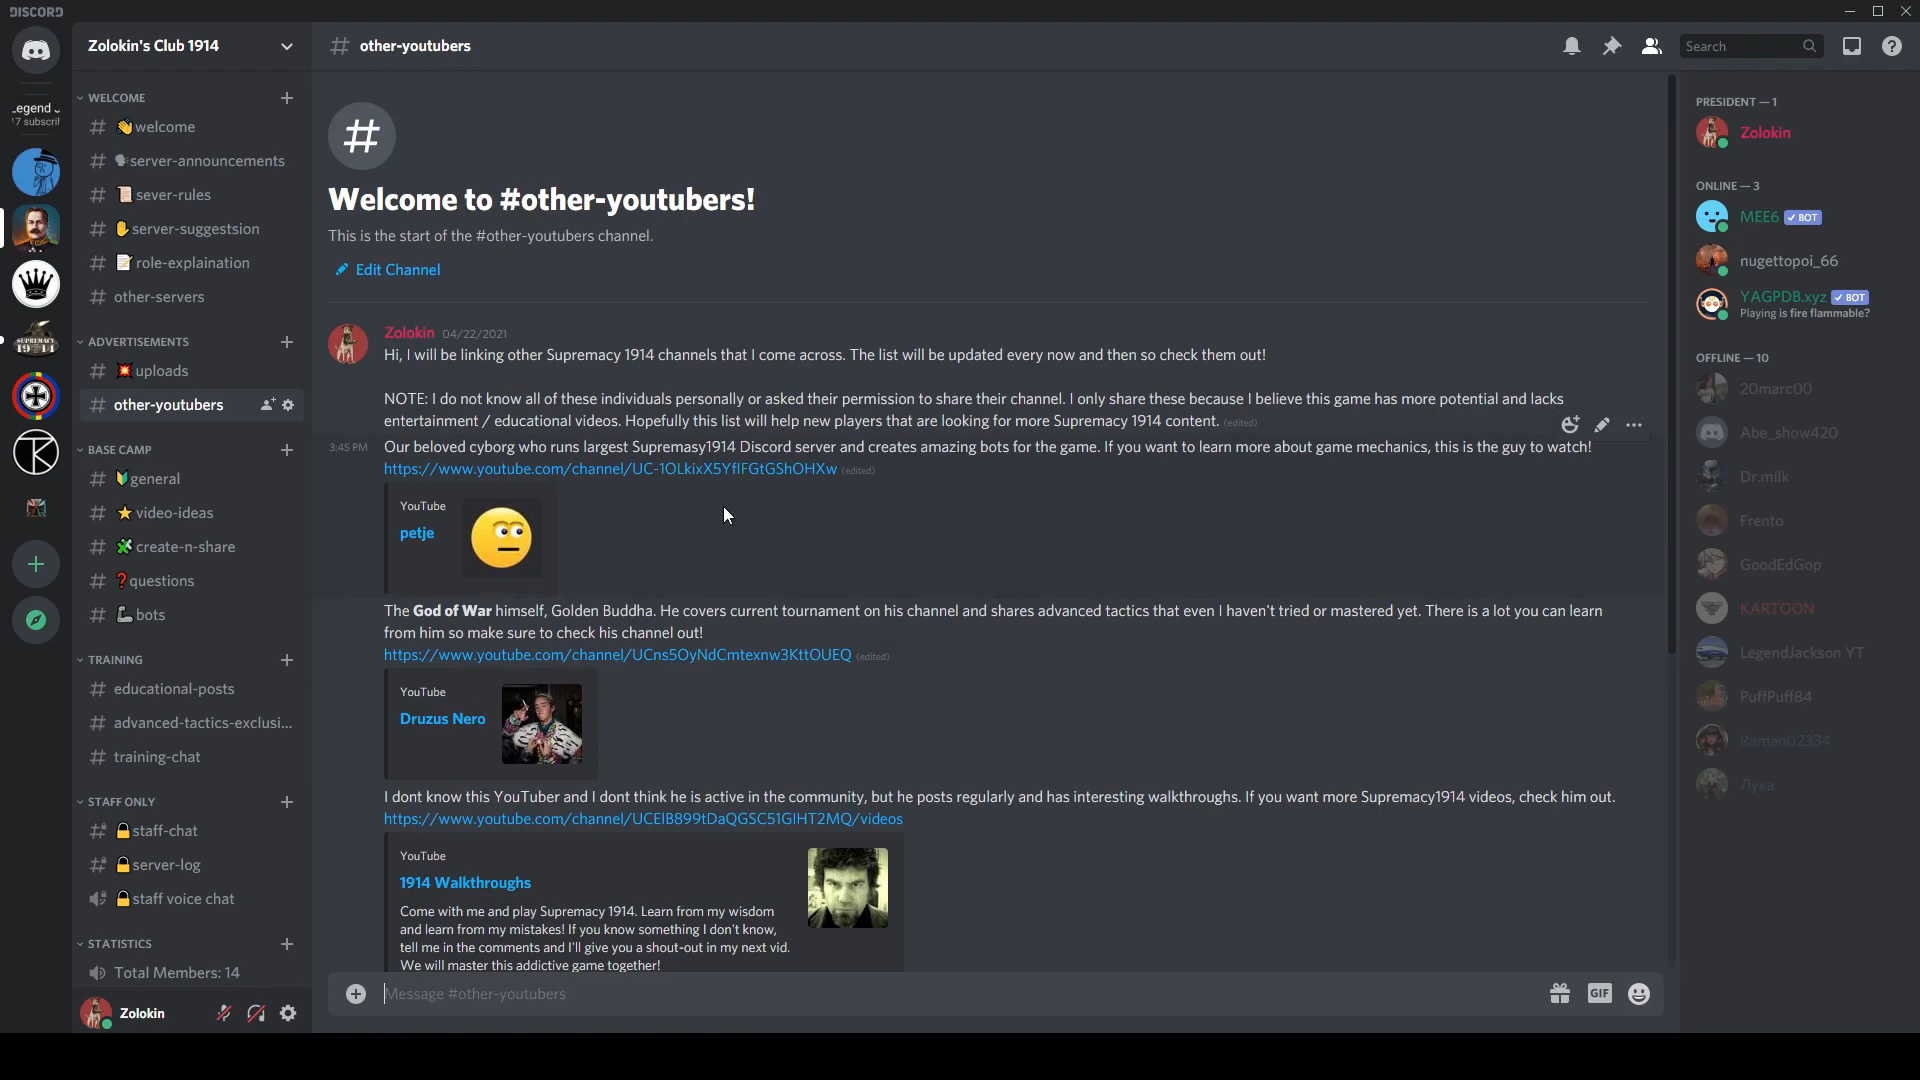 DISCORD
Zolokin's Club 1914
other-youtubers
Search
egend
7 subscri
SUPREMACY
1914
WELCOME
welcome
server-announcements
sever-rules
server-suggestsion
role-explaination
other-servers
ADVERTISEMENTS
uploads
other-youtubers
BASE CAMP
general
video-ideas
create-n-share
questions
bots
TRAINING
educational-posts
advanced-tactics-exclusi...
training-chat
STAFF ONLY
staff-chat
server-log
staff voice chat
STATISTICS
Total Members: 14
Zolokin
#
Welcome to #other-youtubers!
This is the start of the #other-youtubers channel.
Edit Channel
Zolokin 04/22/2021
Hi, I will be linking other Supremacy 1914 channels that I come across. The list will be updated every now and then so check them out!
NOTE: I do not know all of these individuals personally or asked their permission to share their channel. I only share these because I believe this game has more potential and lacks
entertainment / educational videos. Hopefully this list will help new players that are looking for more Supremacy 1914 content. (edited)
3:45 PM Our beloved cyborg who runs largest Supremasy1914 Discord server and creates amazing bots for the game. If you want to learn more about game mechanics, this is the guy to watch!
https://www.youtube.com/channel/UC-1OLkixX5YfIFGtGShOHXw (edited)
YouTube
petje
The God of War himself, Golden Buddha. He covers current tournament on his channel and shares advanced tactics that even I haven't tried or mastered yet. There is a lot you can learn
from him so make sure to check his channel out!
https://www.youtube.com/channel/UCns5OyNdCmtexnw3KttOUEQ (edited)
YouTube
Druzus Nero
I dont know this YouTuber and I dont think he is active in the community, but he posts regularly and has interesting walkthroughs. If you want more Supremacy1914 videos, check him out.
https://www.youtube.com/channel/UCEIB899tDaQGSC51GIHT2MQ/videos
YouTube
1914 Walkthroughs
Come with me and play Supremacy 1914. Learn from my wisdom
and learn from my mistakes! If you know something I don't know,
tell me in the comments and I'll give you a shout-out in my next vid.
We will master this addictive game together!
Message #other-youtubers
GIF
PRESIDENT — 1
Zolokin
ONLINE — 3
MEE6 BOT
nugettopoi_66
YAGPDB.xyz BOT
Playing is fire flammable?
OFFLINE — 10
20marc00
Abe_show420
Dr.milk
Frento
GoodEdGop
KARTOON
LegendJackson YT
PuffPuff84
Raman02334
Лука